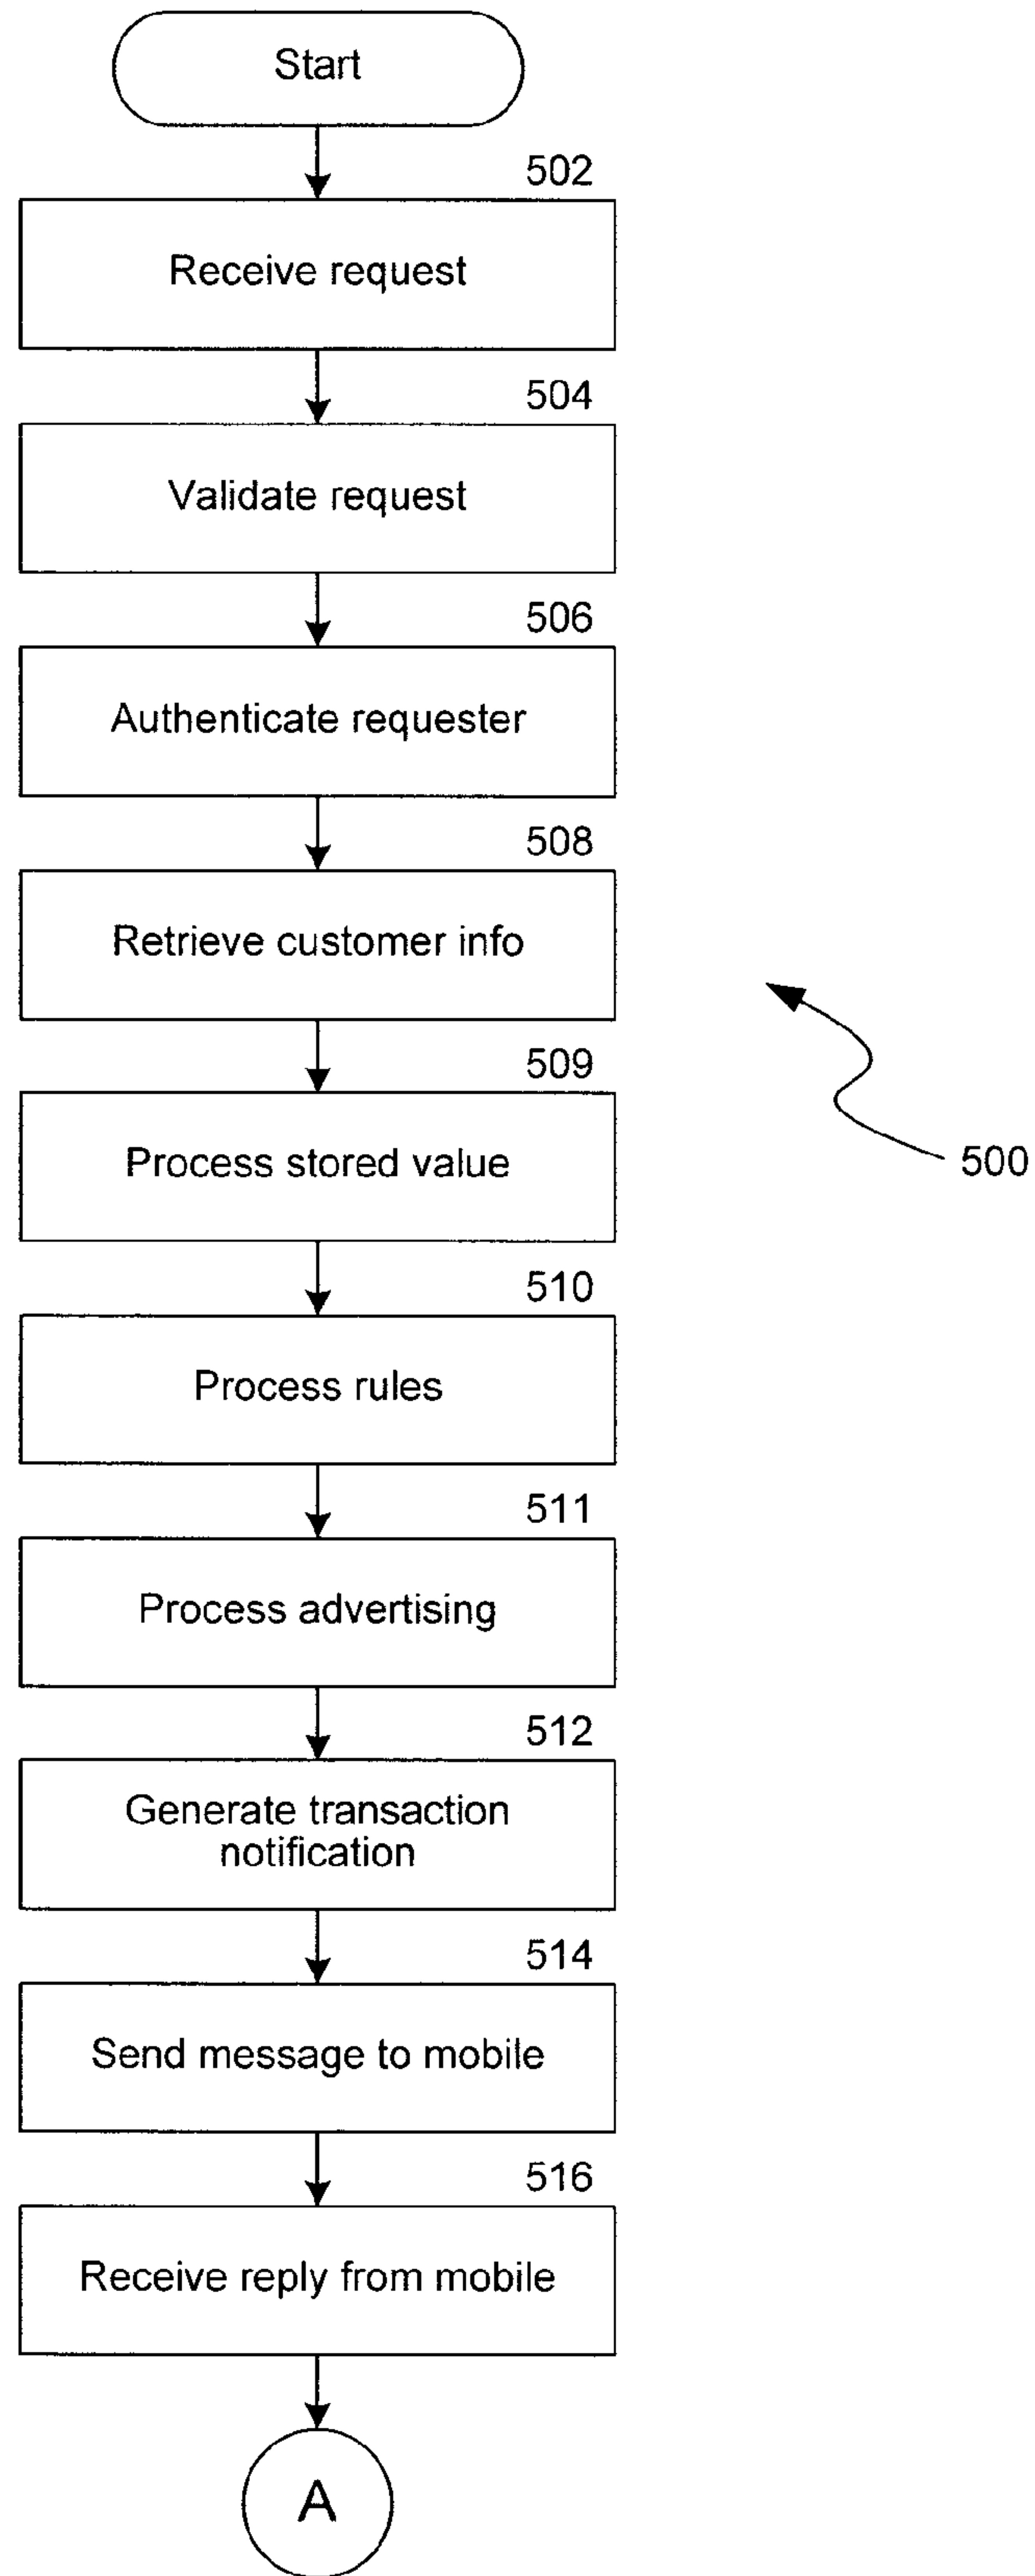 Start
502
Receive request
504
Validate request
506
Authenticate requester
508
Retrieve customer info
509
Process stored value
500
510
Process rules
511
Process advertising
512
Generate transaction
notification
514
Send message to mobile
516
Receive reply from mobile
A